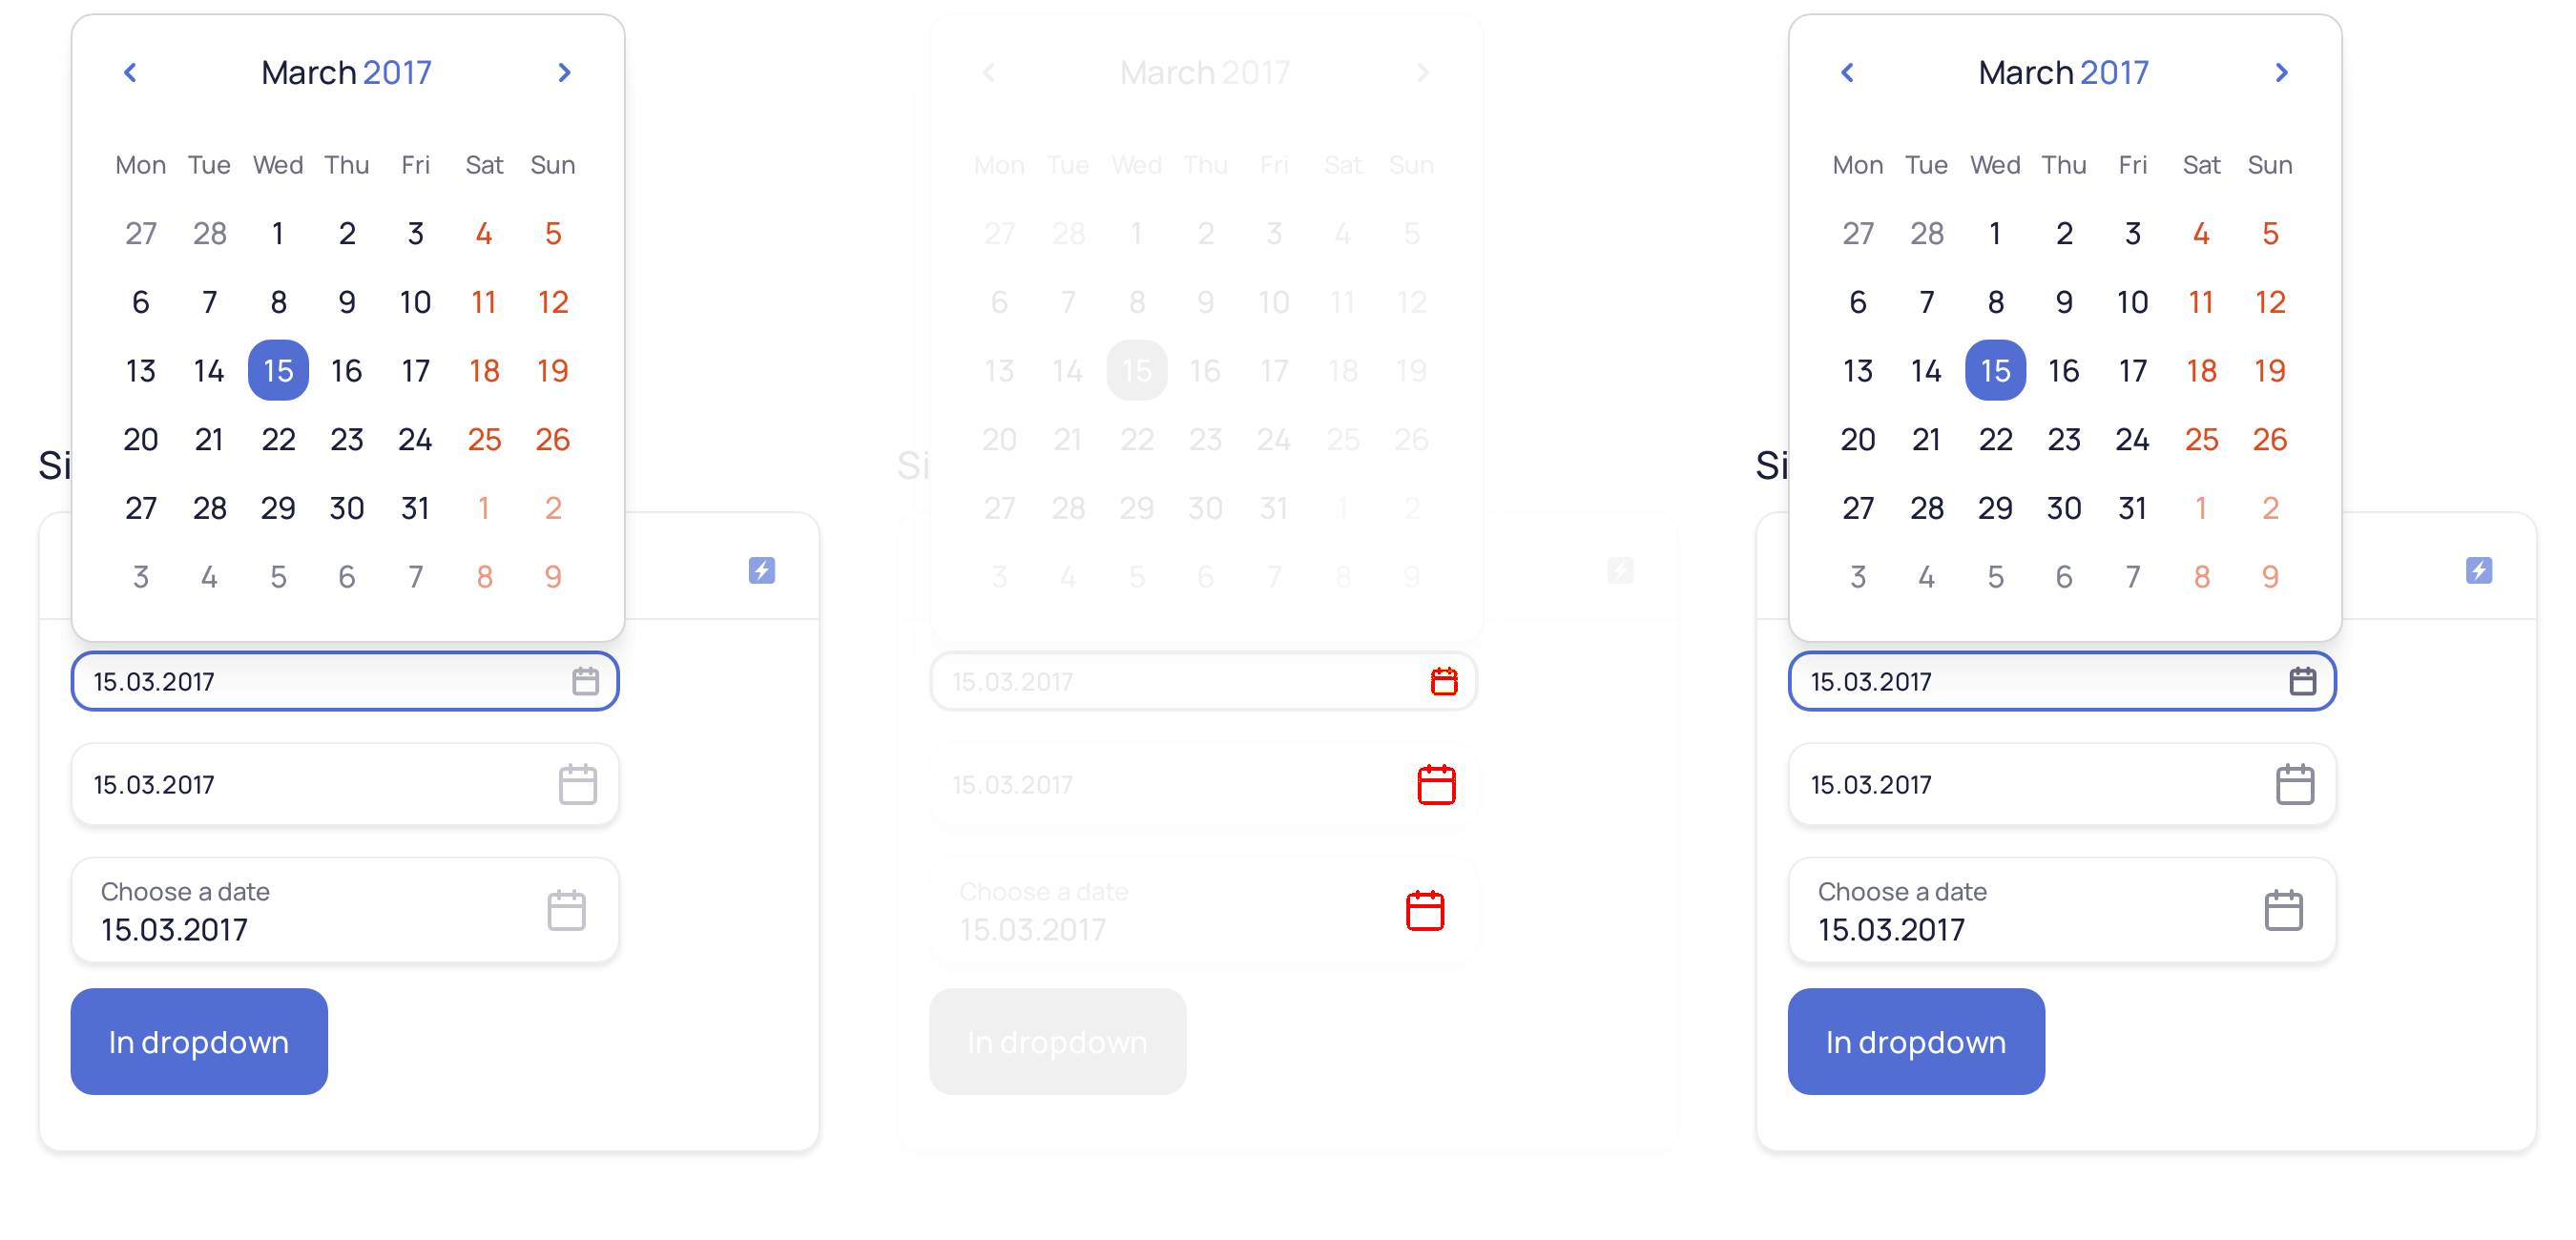 March 2017
Mon Tue Wed Thu Fri Sat Sun
27 28 1 2 3 4 5
6 7 8 9 10 11 12
13 14 15 16 17 18 19
20 21 22 23 24 25 26
Si
27 28 29 30 31 1 2
3 4 5 6 7 8 9
15.03.2017
15.03.2017
Choose a date
15.03.2017
In dropdown
March 2017
Mon Tue Wed Thu Fri Sat Sun
27 28 1 2 3 4 5
6 7 8 9 10 11 12
13 14 15 16 17 18 19
20 21 22 23 24 25 26
Si
27 28 29 30 31 1 2
3 4 5 6 7 8 9
15.03.2017
15.03.2017
Choose a date
15.03.2017
In dropdown
March 2017
Mon Tue Wed Thu Fri Sat Sun
27 28 1 2 3 4 5
6 7 8 9 10 11 12
13 14 15 16 17 18 19
20 21 22 23 24 25 26
Si
27 28 29 30 31 1 2
3 4 5 6 7 8 9
15.03.2017
15.03.2017
Choose a date
15.03.2017
In dropdown